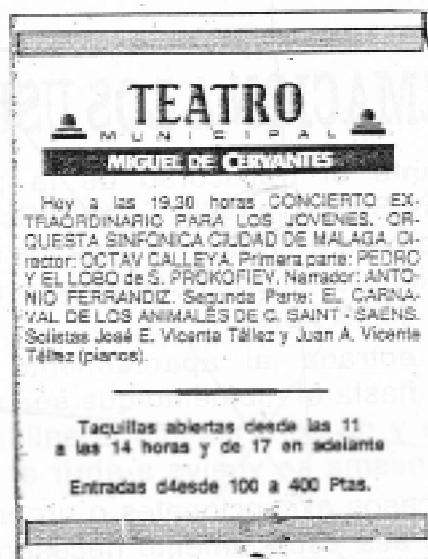 TEATRO
MUNICIPAL
MIGUEL DE CERVANTES
Hoy a las 19,30 horas CONCIERTO EX-
TRAORDINARIO PARA LOS JOVENES. OR-
QUESTA SINFONICA CIUDAD DE MALAGA. Di-
rector: OCTAV CALLEYA. Primera parte: PEDRO
Y EL LOBO de S. PROKOFIEV. Narrador: ANTO-
NIO FERRANDIZ. Segunda Parte: EL CARNA-
VAL DE LOS ANIMALES DE C. SAINT - SAENS.
Solistas José E. Vicente Téllez y Juan A. Vicente
Téllez (pianos).
Taquillas abiertas desde las 11
a las 14 horas y de 17 en adelante
Entradas d4esde 100 a 400 Ptas.